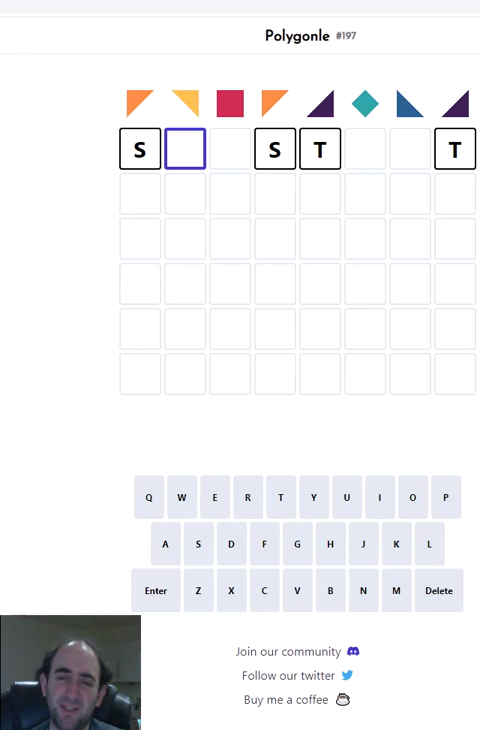 Polygonle #197
S S T T
Q W E R T Y U I O P
A S D F G H J K L
Enter Z X C V B N M Delete
Join our community
Follow our twitter
Buy me a coffee